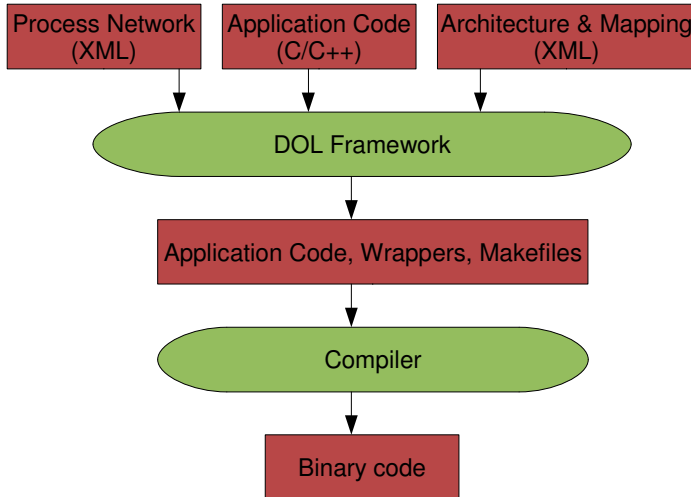 Process Network
(XML)
Application Code
(C/C++)
Architecture & Mapping
(XML)
DOL Framework
Application Code, Wrappers, Makefiles
Compiler
Binary code